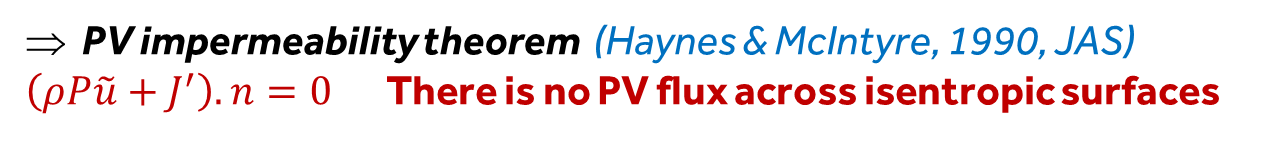 ⇒ PV impermeability theorem (Haynes & McIntyre, 1990, JAS)
(ρPũ + J′). n = 0 There is no PV flux across isentropic surfaces